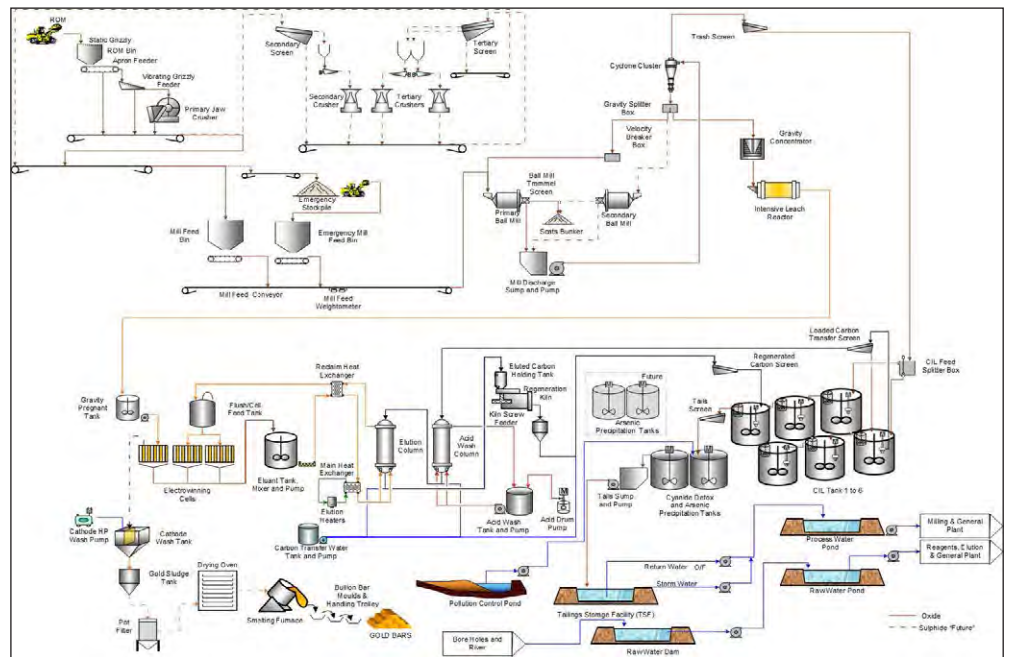 ROM
Static Grizzly
ROM Bin
Apron Feeder
Vibrating Grizzly
Feeder
Primary Jaw
Crusher
Secondary
Screen
Tertiary
Screen
Secondary
Crusher
Tertiary
Crushers
Trash Screen
Cyclone Cluster
Gravity Splitter
Box
Velocity
Breaker
Box
Gravity
Concentrator
Intensive Leach
Reactor
Emergency
Stockpile
Ball Mill
Trommel
Screen
Primary
Ball Mill
Scats Bunker
Secondary
Ball Mill
Mill Feed
Bin
Emergency Mill
Feed Bin
Mill Discharge
Sump and Pump
Mill Feed Conveyor
Mill Feed
Weightometer
Loaded Carbon
Transfer Screen
Regenerated
Carbon Screen
CIL Feed
Splitter Box
Reclaim Heat
Exchanger
Eluted Carbon
Holding Tank
Regeneration
Kiln
Kiln Screw
Feeder
Future
Arsenic
Precipitation Tanks
Tails
Screen
Gravity
Pregnant
Tank
Feed Tank
Elution
Column
Acid
Wash
Column
Electrowinning
Cells
Eluant Tank,
Mixer and Pump
Main Heat
Exchanger
Elution
Heaters
Acid Wash
Tank and Pump
Acid Drum
Pump
Tails Sump
and Pump
Cyanide Detox
and Arsenic
Precipitation Tanks
CIL Tank 1 to 6
Cathode HP
Wash Pump
Cathode
Wash Tank
Carbon Transfer Water
Tank and Pump
Process Water
Pond
Milling & General
Plant
Reagents, Elution
& General Plant
Gold Sludge
Tank
Drying Oven
Bullion Bar
Moulds &
Handing Trolley
Smelting Furnace
GOLD BARS
Pollution Control Pond
Return Water O/F
Storm Water
Raw Water Pond
Tailings Storage Facility (TSF)
Pot
Filter
Bore Holes and
River
Raw Water Dam
Oxide
Sulphide "Future"